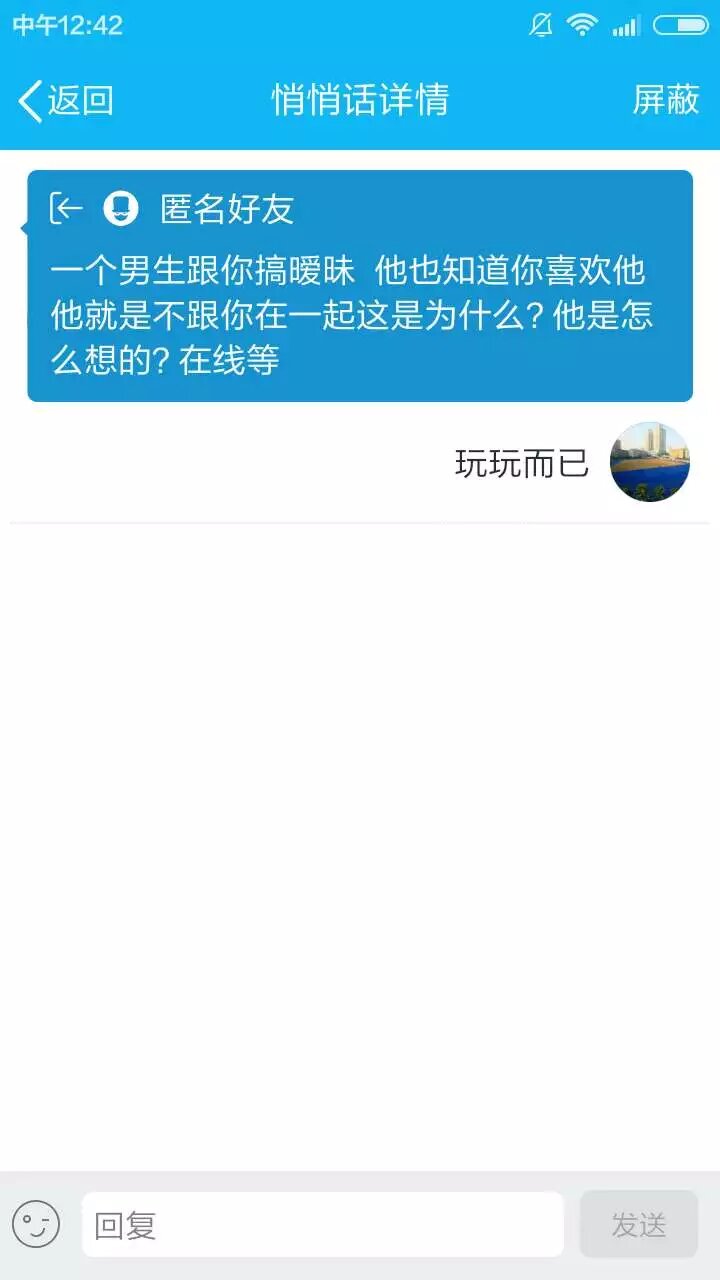 中午12:42
返回 悄悄话详情 屏蔽
匿名好友
一个男生跟你搞暧昧 他也知道你喜欢他
他就是不跟你在一起这是为什么？他是怎
么想的？在线等
玩玩而已
回复 发送